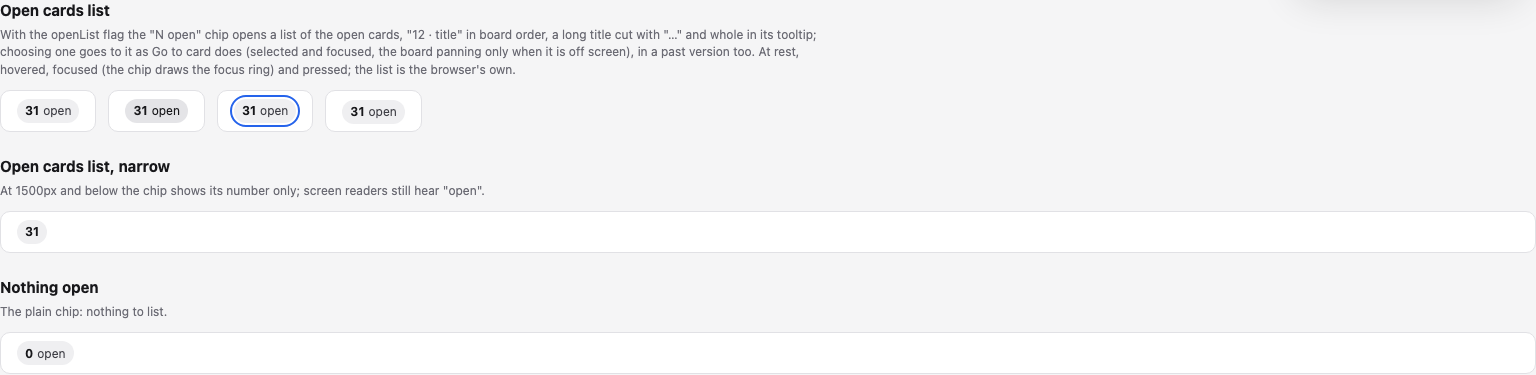 Open cards list
With the openList flag the "N open" chip opens a list of the open cards, "12 · title" in board order, a long title cut with "..." and whole in its tooltip;
choosing one goes to it as Go to card does (selected and focused, the board panning only when it is off screen), in a past version too. At rest,
hovered, focused (the chip draws the focus ring) and pressed; the list is the browser's own.
31 open
31 open
31 open
31 open
Open cards list, narrow
At 1500px and below the chip shows its number only; screen readers still hear "open".
31
Nothing open
The plain chip: nothing to list.
0 open